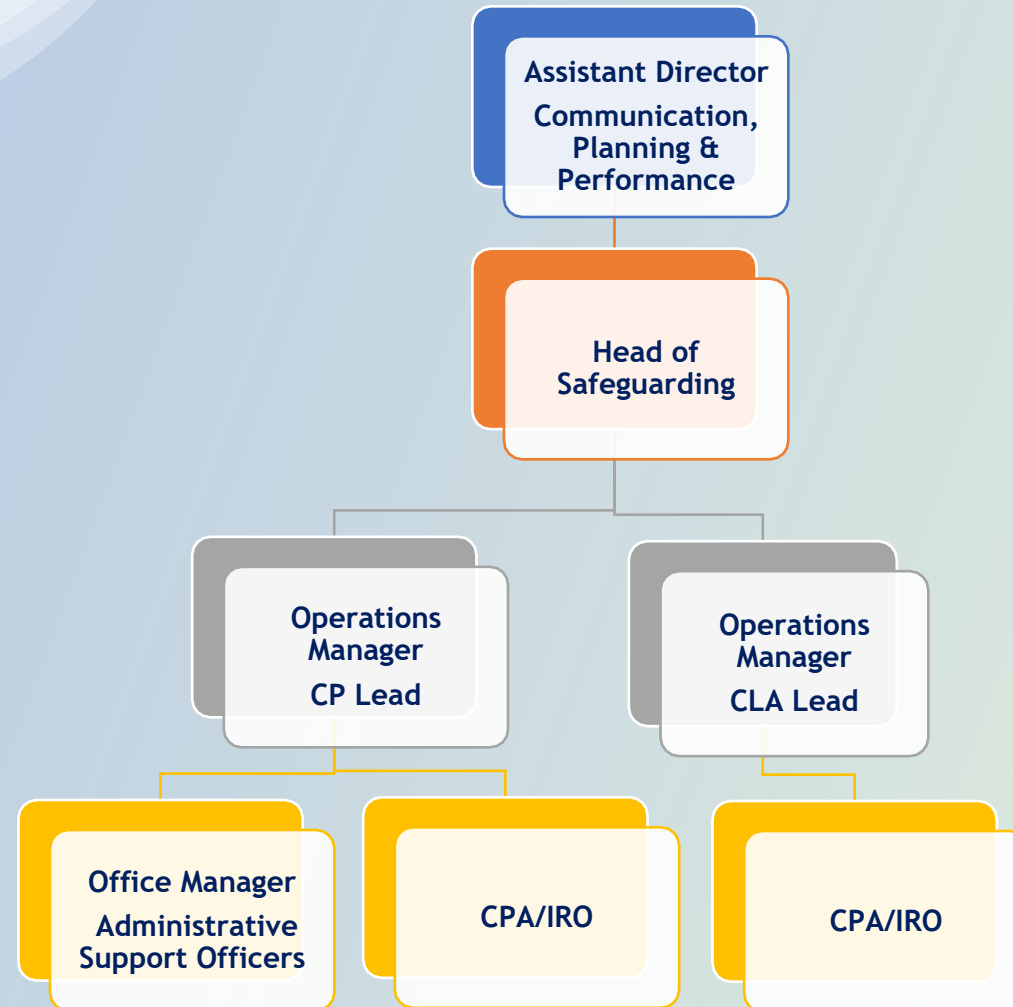 Assistant Director
Communication,
Planning &
Performance
Head of
Safeguarding
Operations
Manager
CP Lead
Operations
Manager
CLA Lead
Office Manager
Administrative
Support Officers
CPA/IRO
CPA/IRO